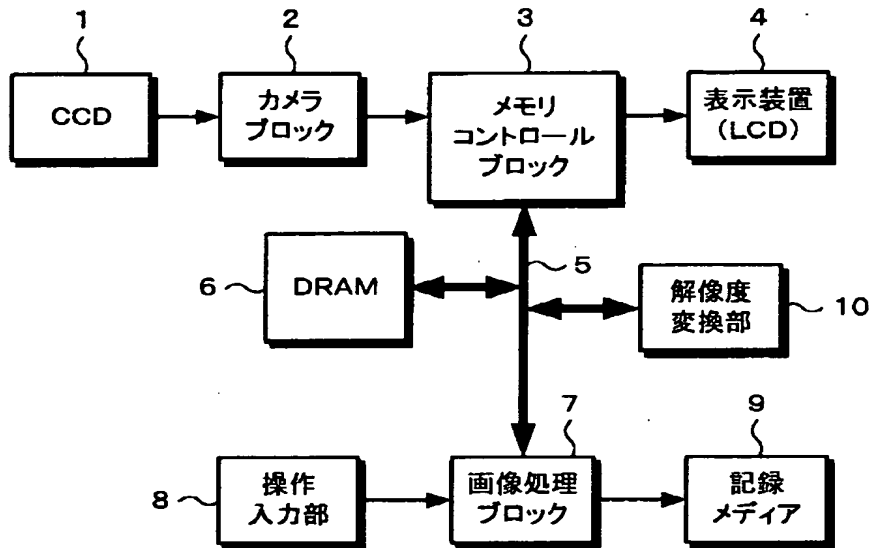 1
2
3
4
CCD
カメラ
ブロック
メモリ
コントロール
ブロック
表示装置
(LCD)
5
6
DRAM
解像度
変換部
10
7
9
8
操作
入力部
画像処理
ブロック
記録
メディア